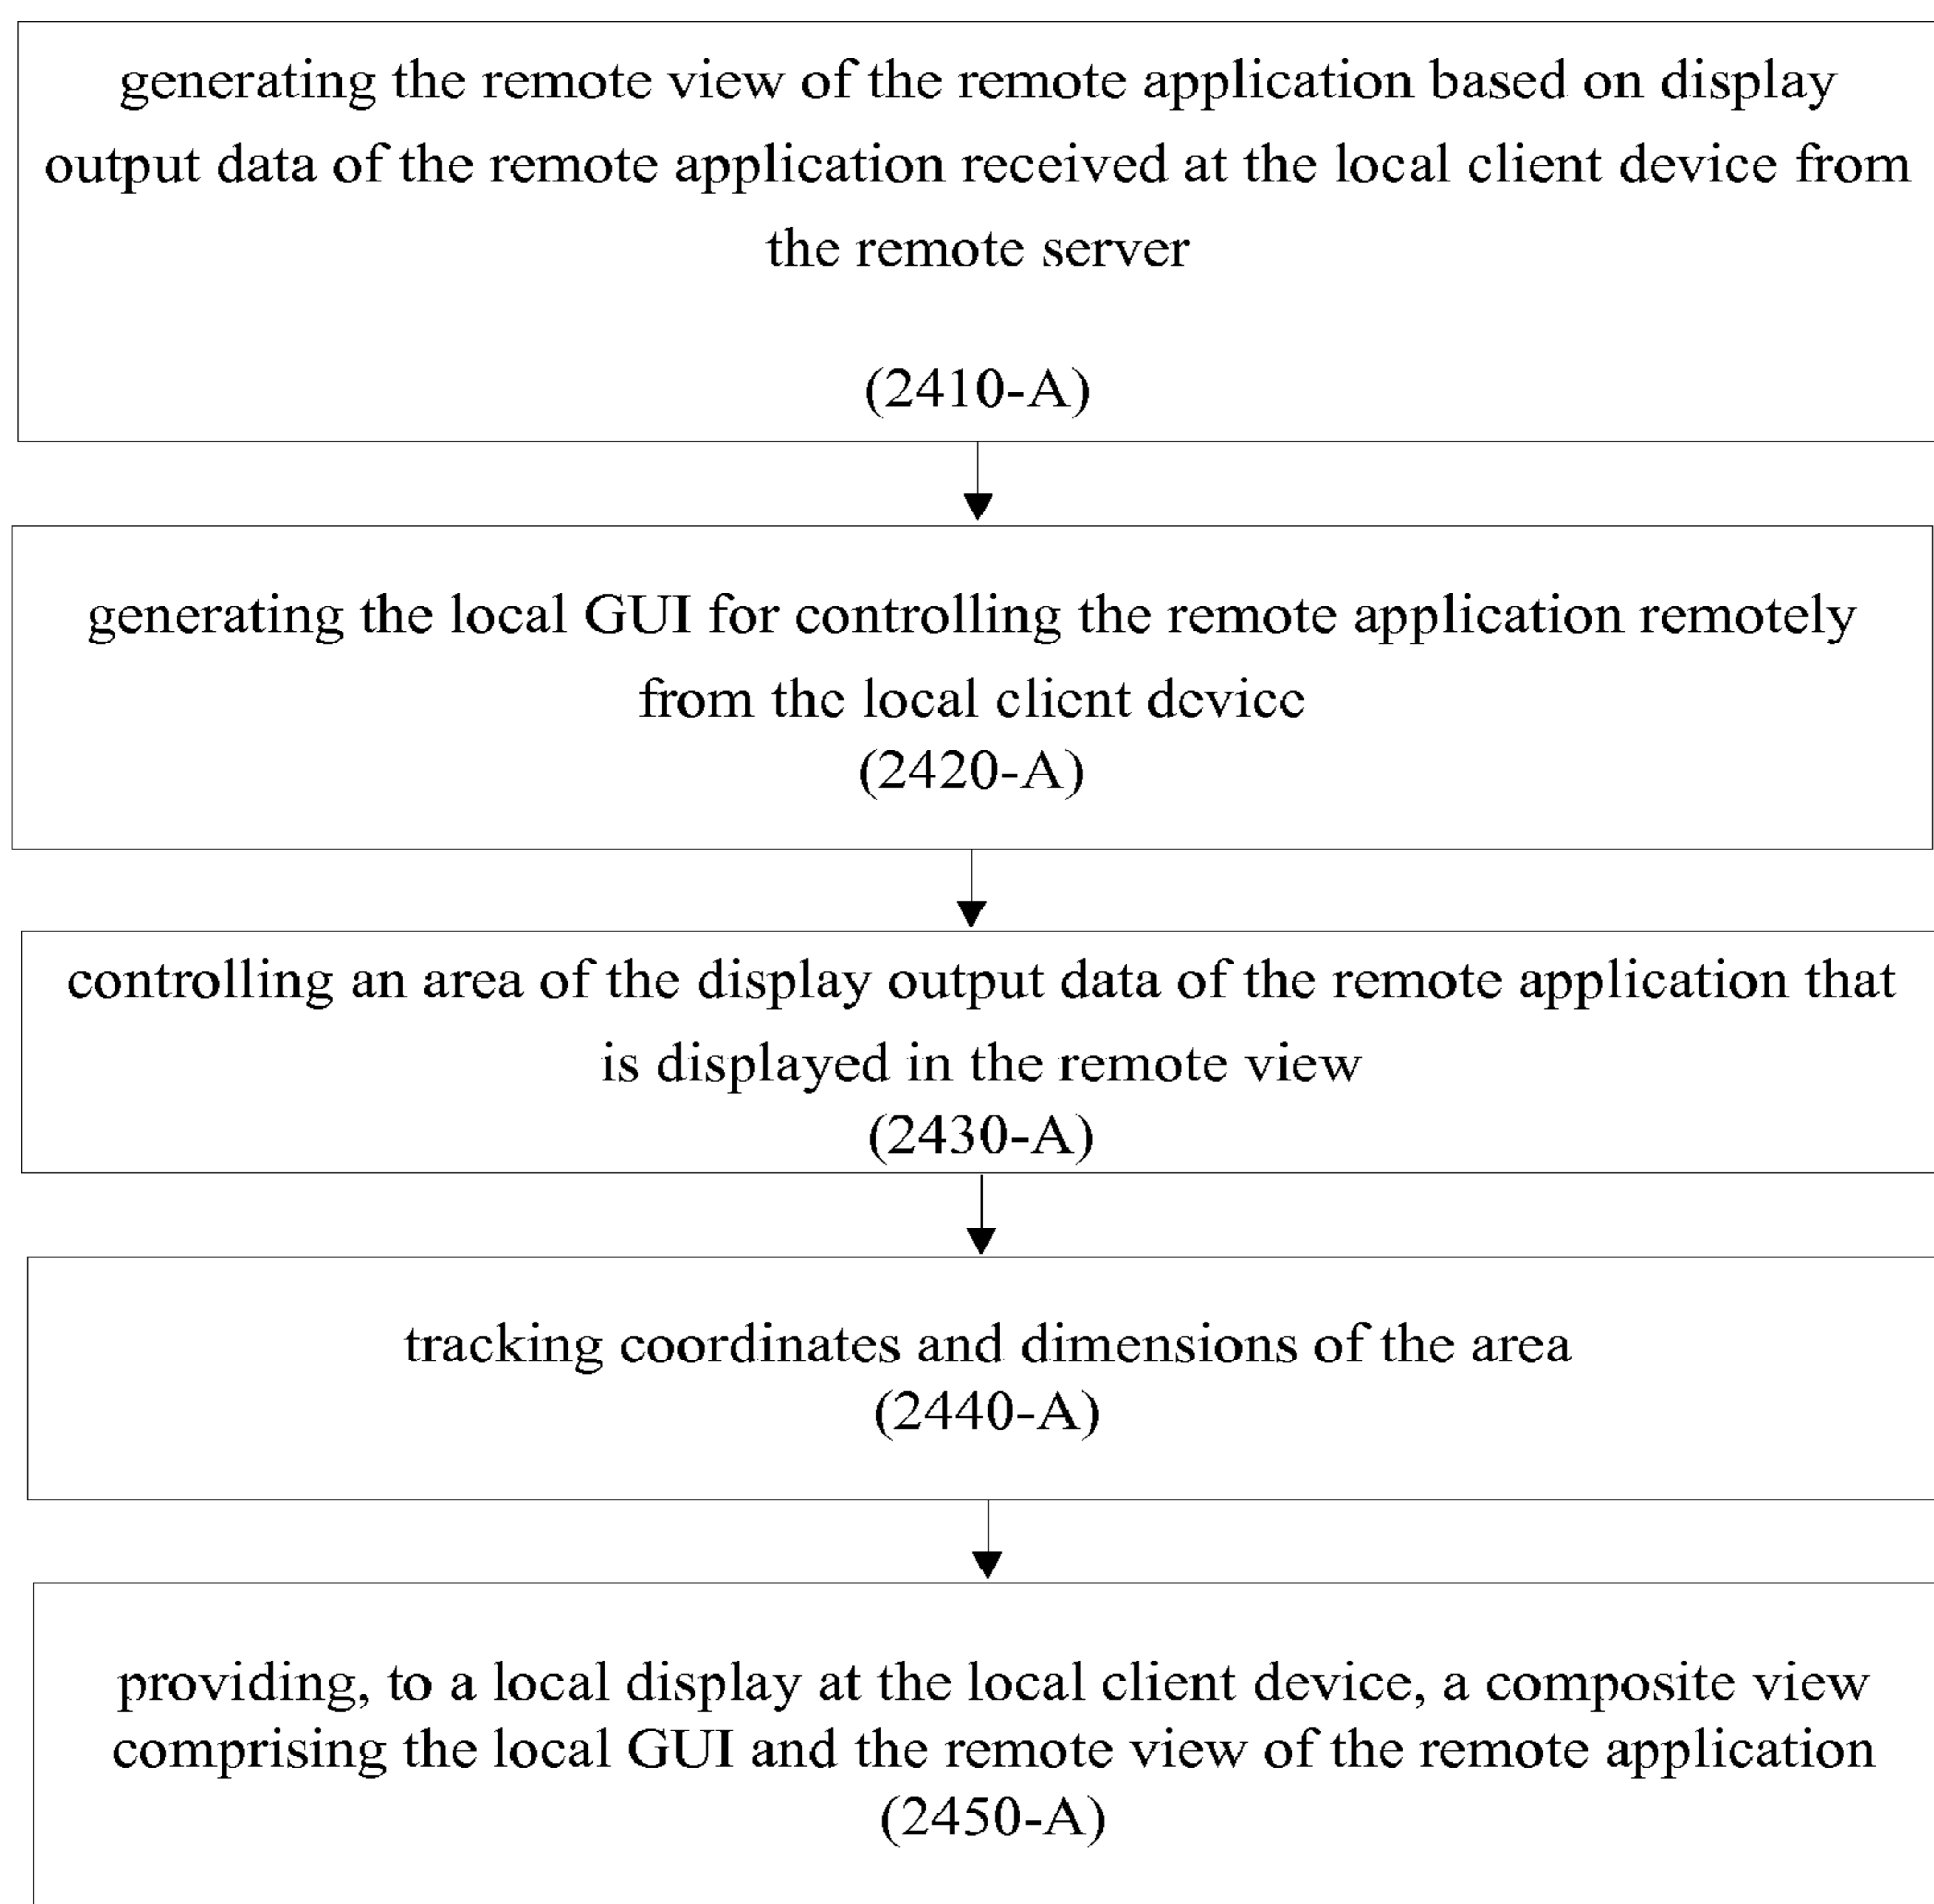 generating the remote view of the remote application based on display
output data of the remote application received at the local client device from
the remote server
(2410-A)
generating the local GUI for controlling the remote application remotely
from the local client device
(2420-A)
controlling an area of the display output data of the remote application that
is displayed in the remote view
(2430-A)
tracking coordinates and dimensions of the area
(2440-A)
providing, to a local display at the local client device, a composite view
comprising the local GUI and the remote view of the remote application
(2450-A)